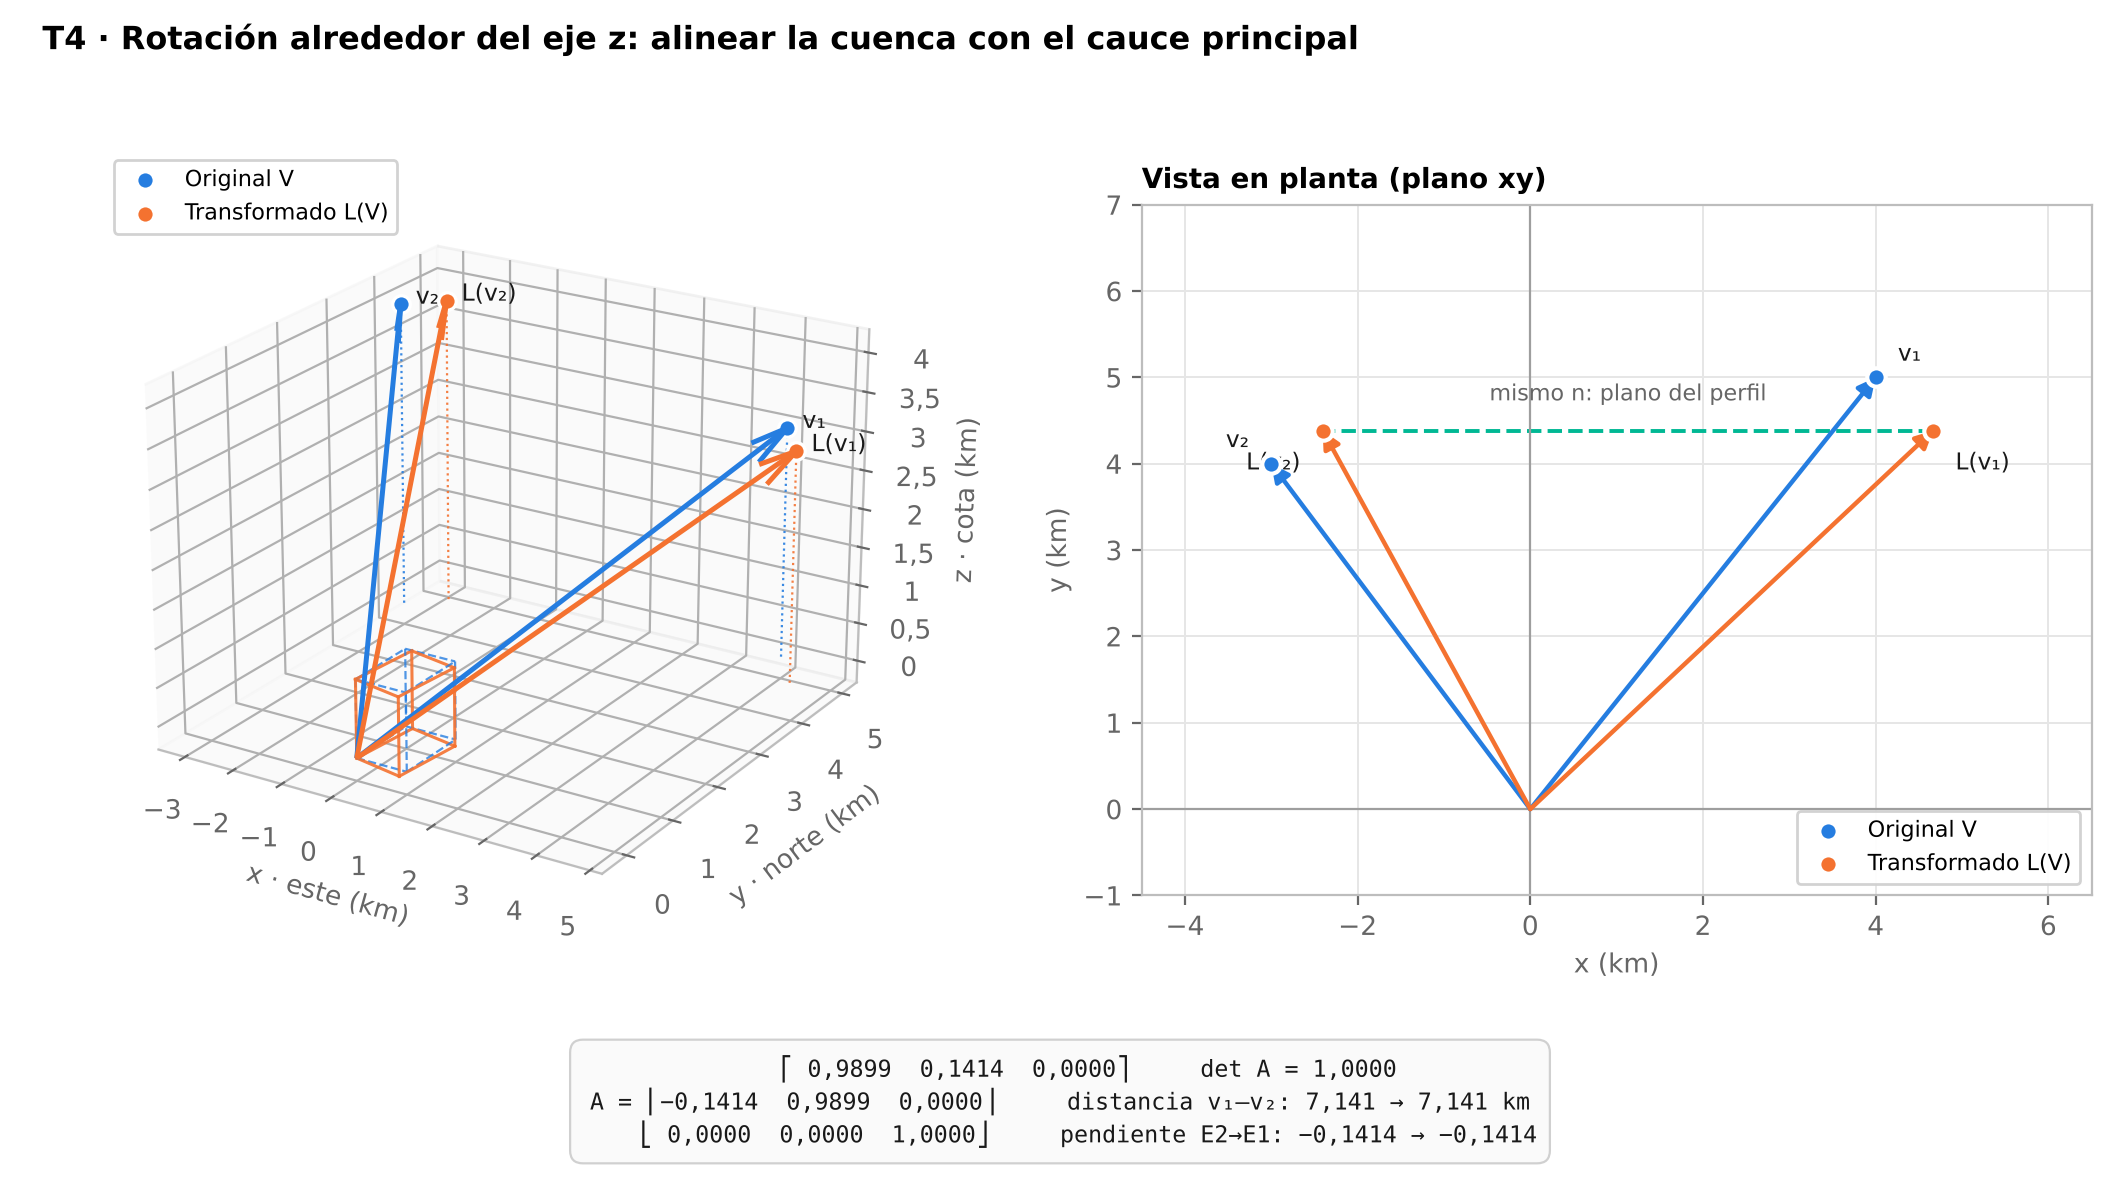 T4 · Rotación alrededor del eje z: alinear la cuenca con el cauce principal
Original V
Transformado L(V)
v₂
L(v₂)
v₁
L(v₁)
4
3,5
3
2,5
2
1,5
1
0,5
0
z · cota (km)
5
4
3
2
1
0
y · norte (km)
−3
−2
−1
0
1
2
3
4
5
x · este (km)
Vista en planta (plano xy)
7
6
5
4
3
2
1
0
−1
y (km)
v₁
mismo n: plano del perfil
v₂
L(v₁)
Original V
Transformado L(V)
−4
−2
0
2
4
6
x (km)
⎡ 0,9899 0,1414 0,0000⎤ det A = 1,0000
A = ⎢−0,1414 0,9899 0,0000⎥ distancia v₁–v₂: 7,141 → 7,141 km
⎣ 0,0000 0,0000 1,0000⎦ pendiente E2→E1: −0,1414 → −0,1414